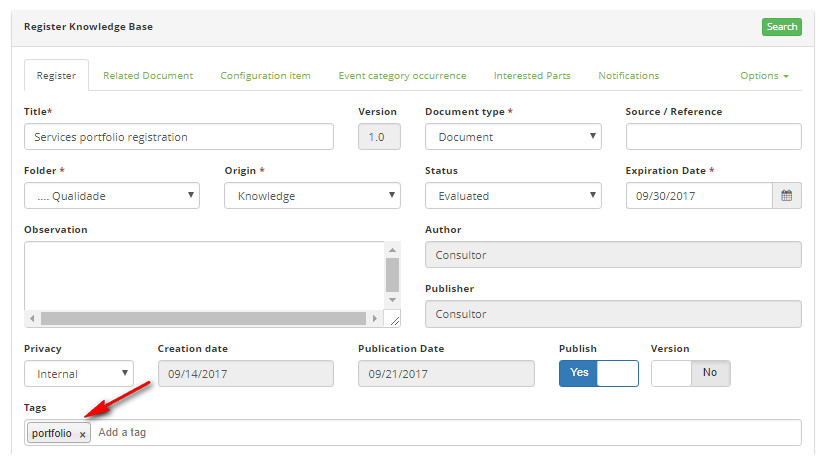 Register Knowledge Base Search
Register Related Document Configuration item Event category occurrence Interested Parts Notifications Options
Title* Version Document type * Source / Reference
Services portfolio registration 1.0 Document
Folder * Origin * Status Expiration Date *
.... Qualidade Knowledge Evaluated 09/30/2017
Observation Author
Consultor
Publisher
Consultor
Privacy Creation date Publication Date Publish Version
Internal 09/14/2017 09/21/2017 Yes No
Tags
portfolio x Add a tag